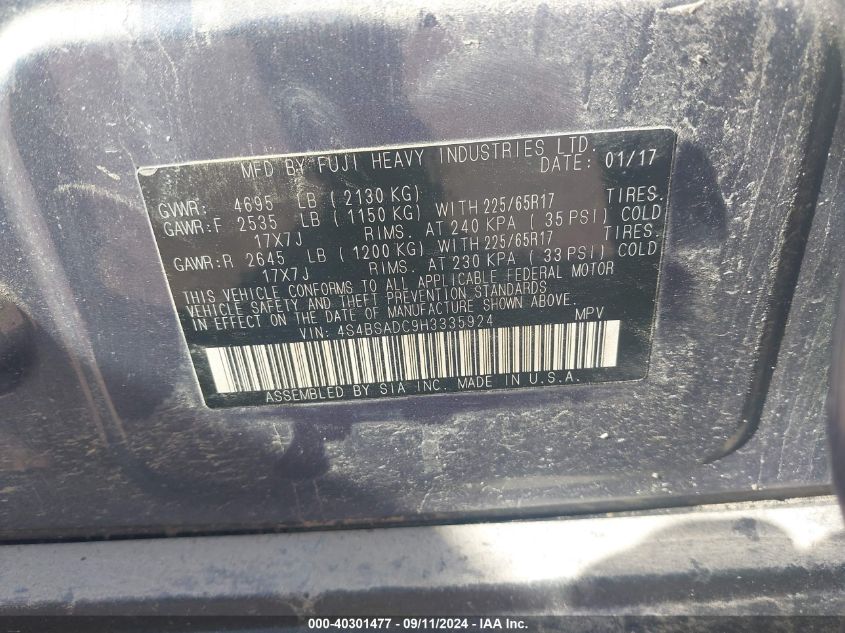 MFD BY FUJI HEAVY INDUSTRIES LTD.
DATE: 01/17
GVWR: 4695 LB (2130 KG)
GAWR:F 2535 LB (1150 KG) WITH 225/65R17 TIRES.
17X7J RIMS. AT 240 KPA (35 PSI) COLD
GAWR:R 2645 LB (1200 KG) WITH 225/65R17 TIRES.
17X7J RIMS. AT 230 KPA (33 PSI) COLD
THIS VEHICLE CONFORMS TO ALL APPLICABLE FEDERAL MOTOR
VEHICLE SAFETY AND THEFT PREVENTION STANDARDS
IN EFFECT ON THE DATE OF MANUFACTURE SHOWN ABOVE.
VIN: 4S4BSADC9H3335924 MPV
ASSEMBLED BY SIA INC. MADE IN U.S.A.
000-40301477 - 09/11/2024 - IAAI.com